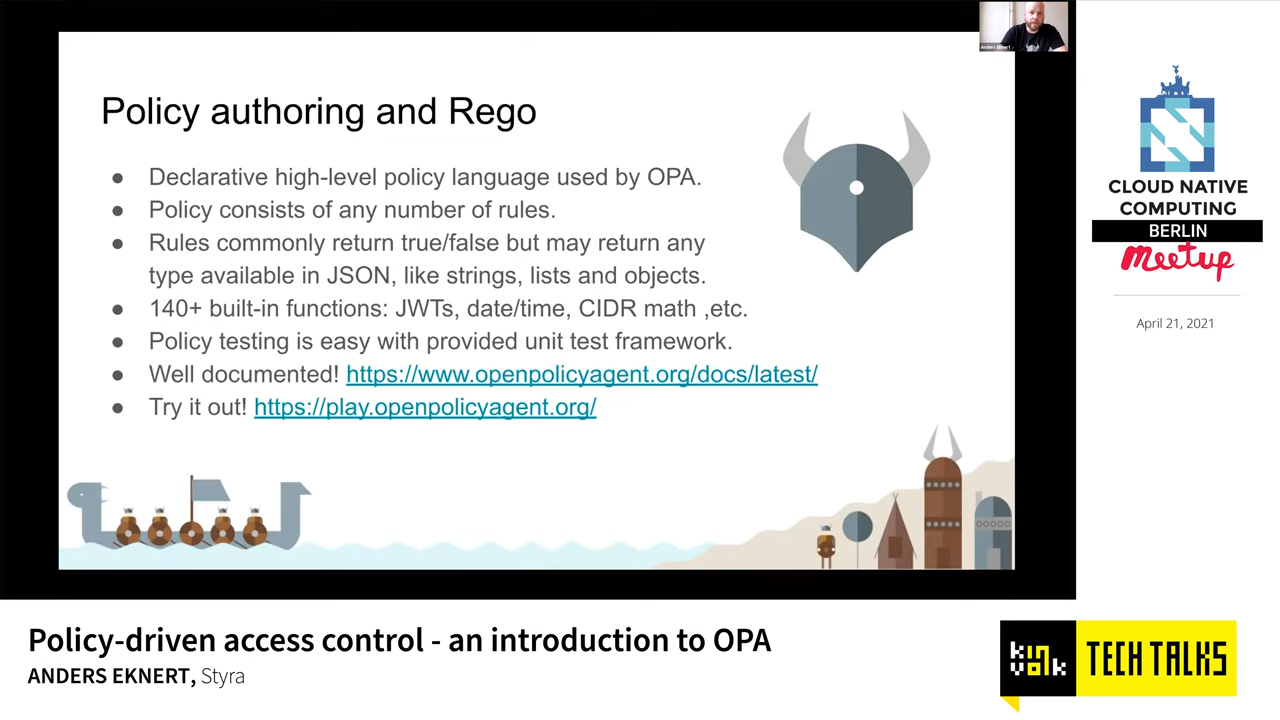 Policy authoring and Rego
● Declarative high-level policy language used by OPA.
● Policy consists of any number of rules.
● Rules commonly return true/false but may return any
type available in JSON, like strings, lists and objects.
● 140+ built-in functions: JWTs, date/time, CIDR math ,etc.
● Policy testing is easy with provided unit test framework.
● Well documented! https://www.openpolicyagent.org/docs/latest/
● Try it out! https://play.openpolicyagent.org/
Anders Eknert
CLOUD NATIVE
COMPUTING
BERLIN
Meetup
April 21, 2021
Policy-driven access control - an introduction to OPA
ANDERS EKNERT, Styra
kinvolk
TECH TALKS